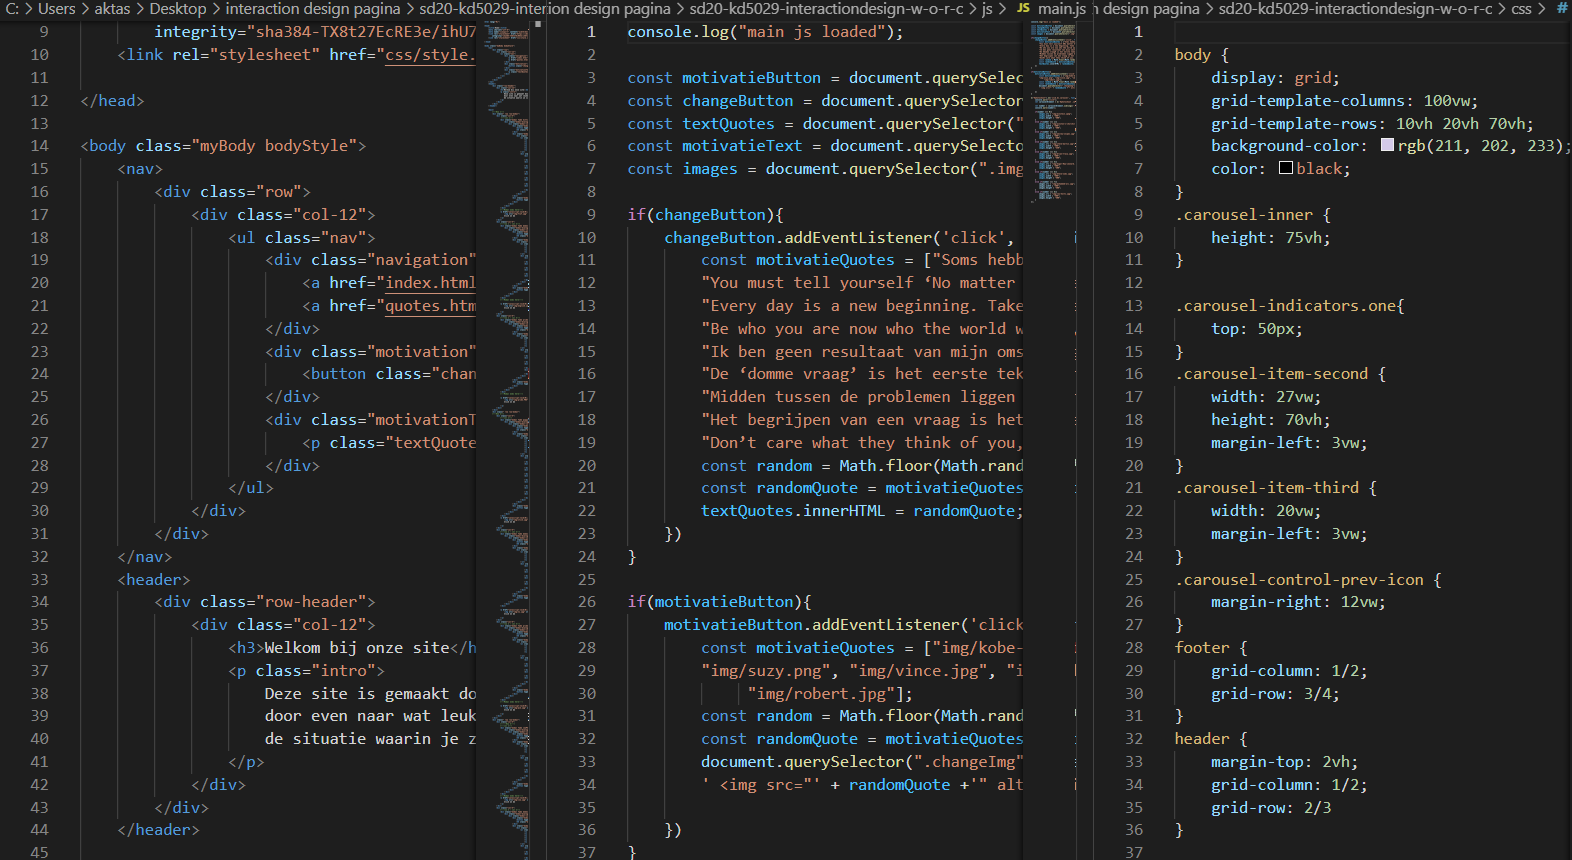 C: > Users > aktas > Desktop > interaction design pagina > sd20-kd5029-inter
9 integrity="sha384-TX8t27EcRE3e/ihU7
10 <link rel="stylesheet" href="css/style.
11
12 </head>
13
14 <body class="myBody bodyStyle">
15 <nav>
16 <div class="row">
17 <div class="col-12">
18 <ul class="nav">
19 <div class="navigation"
20 <a href="index.html
21 <a href="quotes.htm
22 </div>
23 <div class="motivation"
24 <button class="chan
25 </div>
26 <div class="motivationT
27 <p class="textQuote
28 </div>
29 </ul>
30 </div>
31 </div>
32 </nav>
33 <header>
34 <div class="row-header">
35 <div class="col-12">
36 <h3>Welkom bij onze site</h
37 <p class="intro">
38 Deze site is gemaakt do
39 door even naar wat leuk
40 de situatie waarin je z
41 </p>
42 </div>
43 </div>
44 </header>
45
ion design pagina > sd20-kd5029-interactiondesign-w-o-r-c > js > JS main.js
1 console.log("main js loaded");
2
3 const motivatieButton = document.querySelec
4 const changeButton = document.querySelector
5 const textQuotes = document.querySelector("
6 const motivatieText = document.querySelecto
7 const images = document.querySelector(".img
8
9 if(changeButton){
10 changeButton.addEventListener('click',
11 const motivatieQuotes = ["Soms hebb
12 "You must tell yourself ‘No matter
13 "Every day is a new beginning. Take
14 "Be who you are now who the world w
15 "Ik ben geen resultaat van mijn oms
16 "De ‘domme vraag’ is het eerste tek
17 "Midden tussen de problemen liggen
18 "Het begrijpen van een vraag is het
19 "Don’t care what they think of you,
20 const random = Math.floor(Math.rand
21 const randomQuote = motivatieQuotes
22 textQuotes.innerHTML = randomQuote;
23 })
24 }
25
26 if(motivatieButton){
27 motivatieButton.addEventListener('click
28 const motivatieQuotes = ["img/kobe-
29 "img/suzy.png", "img/vince.jpg", "i
30 "img/robert.jpg"];
31 const random = Math.floor(Math.rand
32 const randomQuote = motivatieQuotes
33 document.querySelector(".changeImg"
34 ' <img src="' + randomQuote +'" alt
35
36 })
37 }
n design pagina > sd20-kd5029-interactiondesign-w-o-r-c > css > #
1
2 body {
3 display: grid;
4 grid-template-columns: 100vw;
5 grid-template-rows: 10vh 20vh 70vh;
6 background-color: rgb(211, 202, 233);
7 color: black;
8 }
9 .carousel-inner {
10 height: 75vh;
11 }
12
13 .carousel-indicators.one{
14 top: 50px;
15 }
16 .carousel-item-second {
17 width: 27vw;
18 height: 70vh;
19 margin-left: 3vw;
20 }
21 .carousel-item-third {
22 width: 20vw;
23 margin-left: 3vw;
24 }
25 .carousel-control-prev-icon {
26 margin-right: 12vw;
27 }
28 footer {
29 grid-column: 1/2;
30 grid-row: 3/4;
31 }
32 header {
33 margin-top: 2vh;
34 grid-column: 1/2;
35 grid-row: 2/3
36 }
37